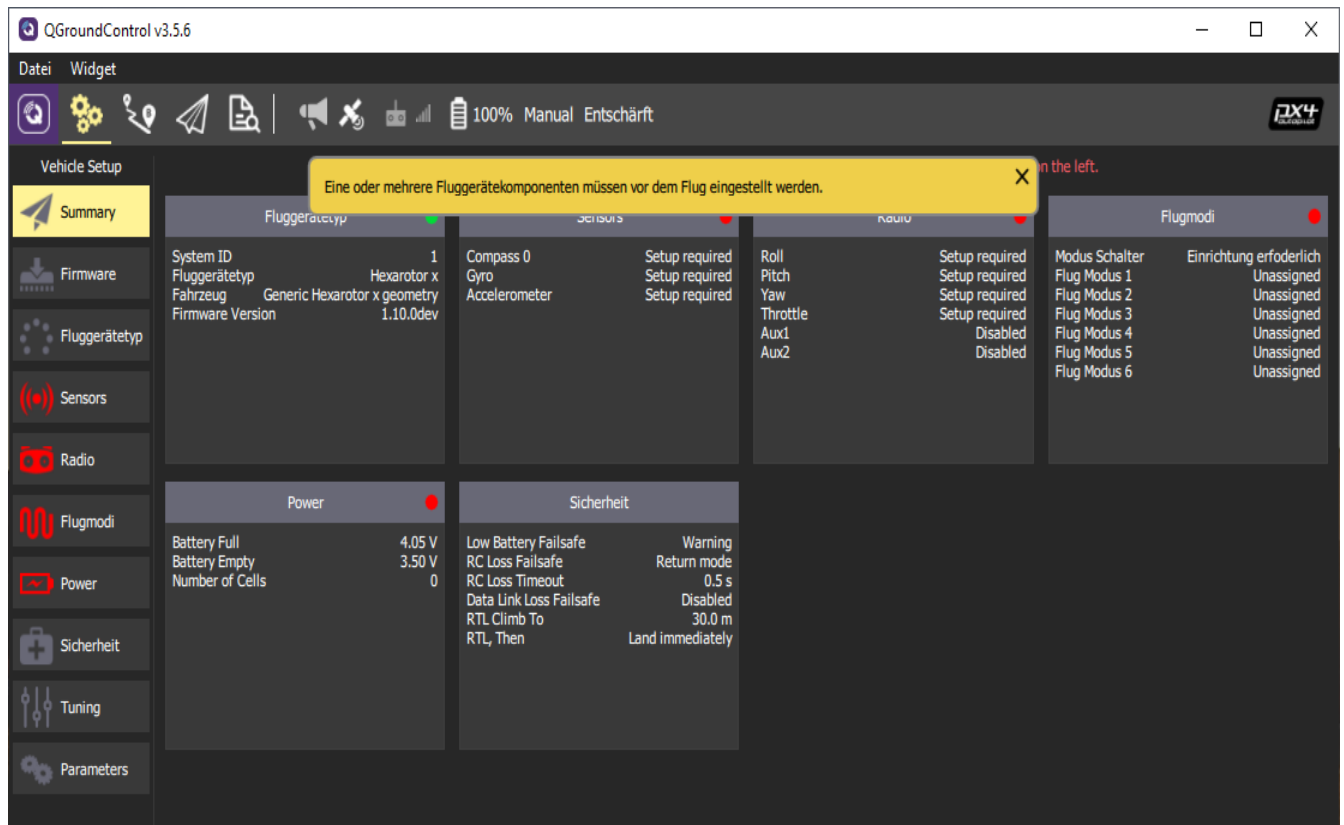 QGroundControl v3.5.6
Datei Widget
100% Manual Entschärft
px4
autopilot
Vehicle Setup
on the left.
Eine oder mehrere Fluggerätekomponenten müssen vor dem Flug eingestellt werden.
X
Summary
Firmware
Fluggerätetyp
Sensors
Radio
Flugmodi
Power
Sicherheit
Tuning
Parameters
Fluggerätetyp
System ID 1
Fluggerätetyp Hexarotor x
Fahrzeug Generic Hexarotor x geometry
Firmware Version 1.10.0dev
Sensors
Compass 0 Setup required
Gyro Setup required
Accelerometer Setup required
Radio
Roll Setup required
Pitch Setup required
Yaw Setup required
Throttle Setup required
Aux1 Disabled
Aux2 Disabled
Flugmodi
Modus Schalter Einrichtung erfoderlich
Flug Modus 1 Unassigned
Flug Modus 2 Unassigned
Flug Modus 3 Unassigned
Flug Modus 4 Unassigned
Flug Modus 5 Unassigned
Flug Modus 6 Unassigned
Power
Battery Full 4.05 V
Battery Empty 3.50 V
Number of Cells 0
Sicherheit
Low Battery Failsafe Warning
RC Loss Failsafe Return mode
RC Loss Timeout 0.5 s
Data Link Loss Failsafe Disabled
RTL Climb To 30.0 m
RTL, Then Land immediately